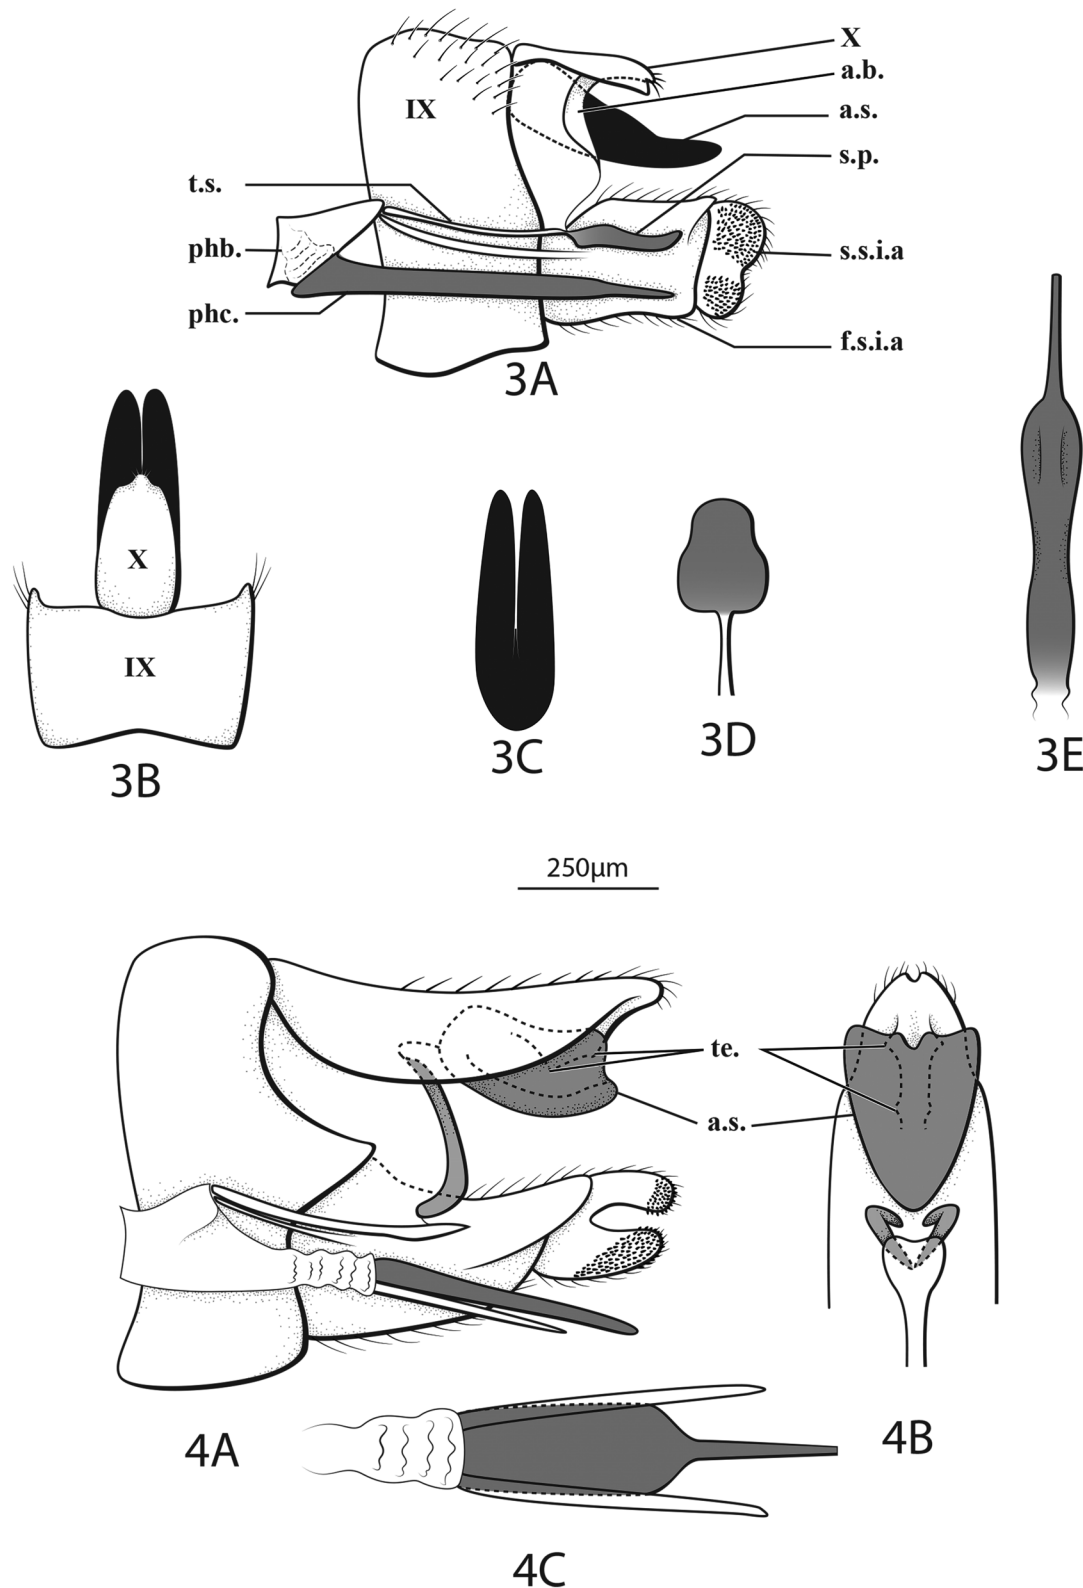 X
a.b.
IX
a.s.
s.p.
t.s.
phb.
s.s.i.a
phc.
f.s.i.a
3A
X
IX
3B
3C
3D
3E
250µm
te.
a.s.
4A
4B
4C